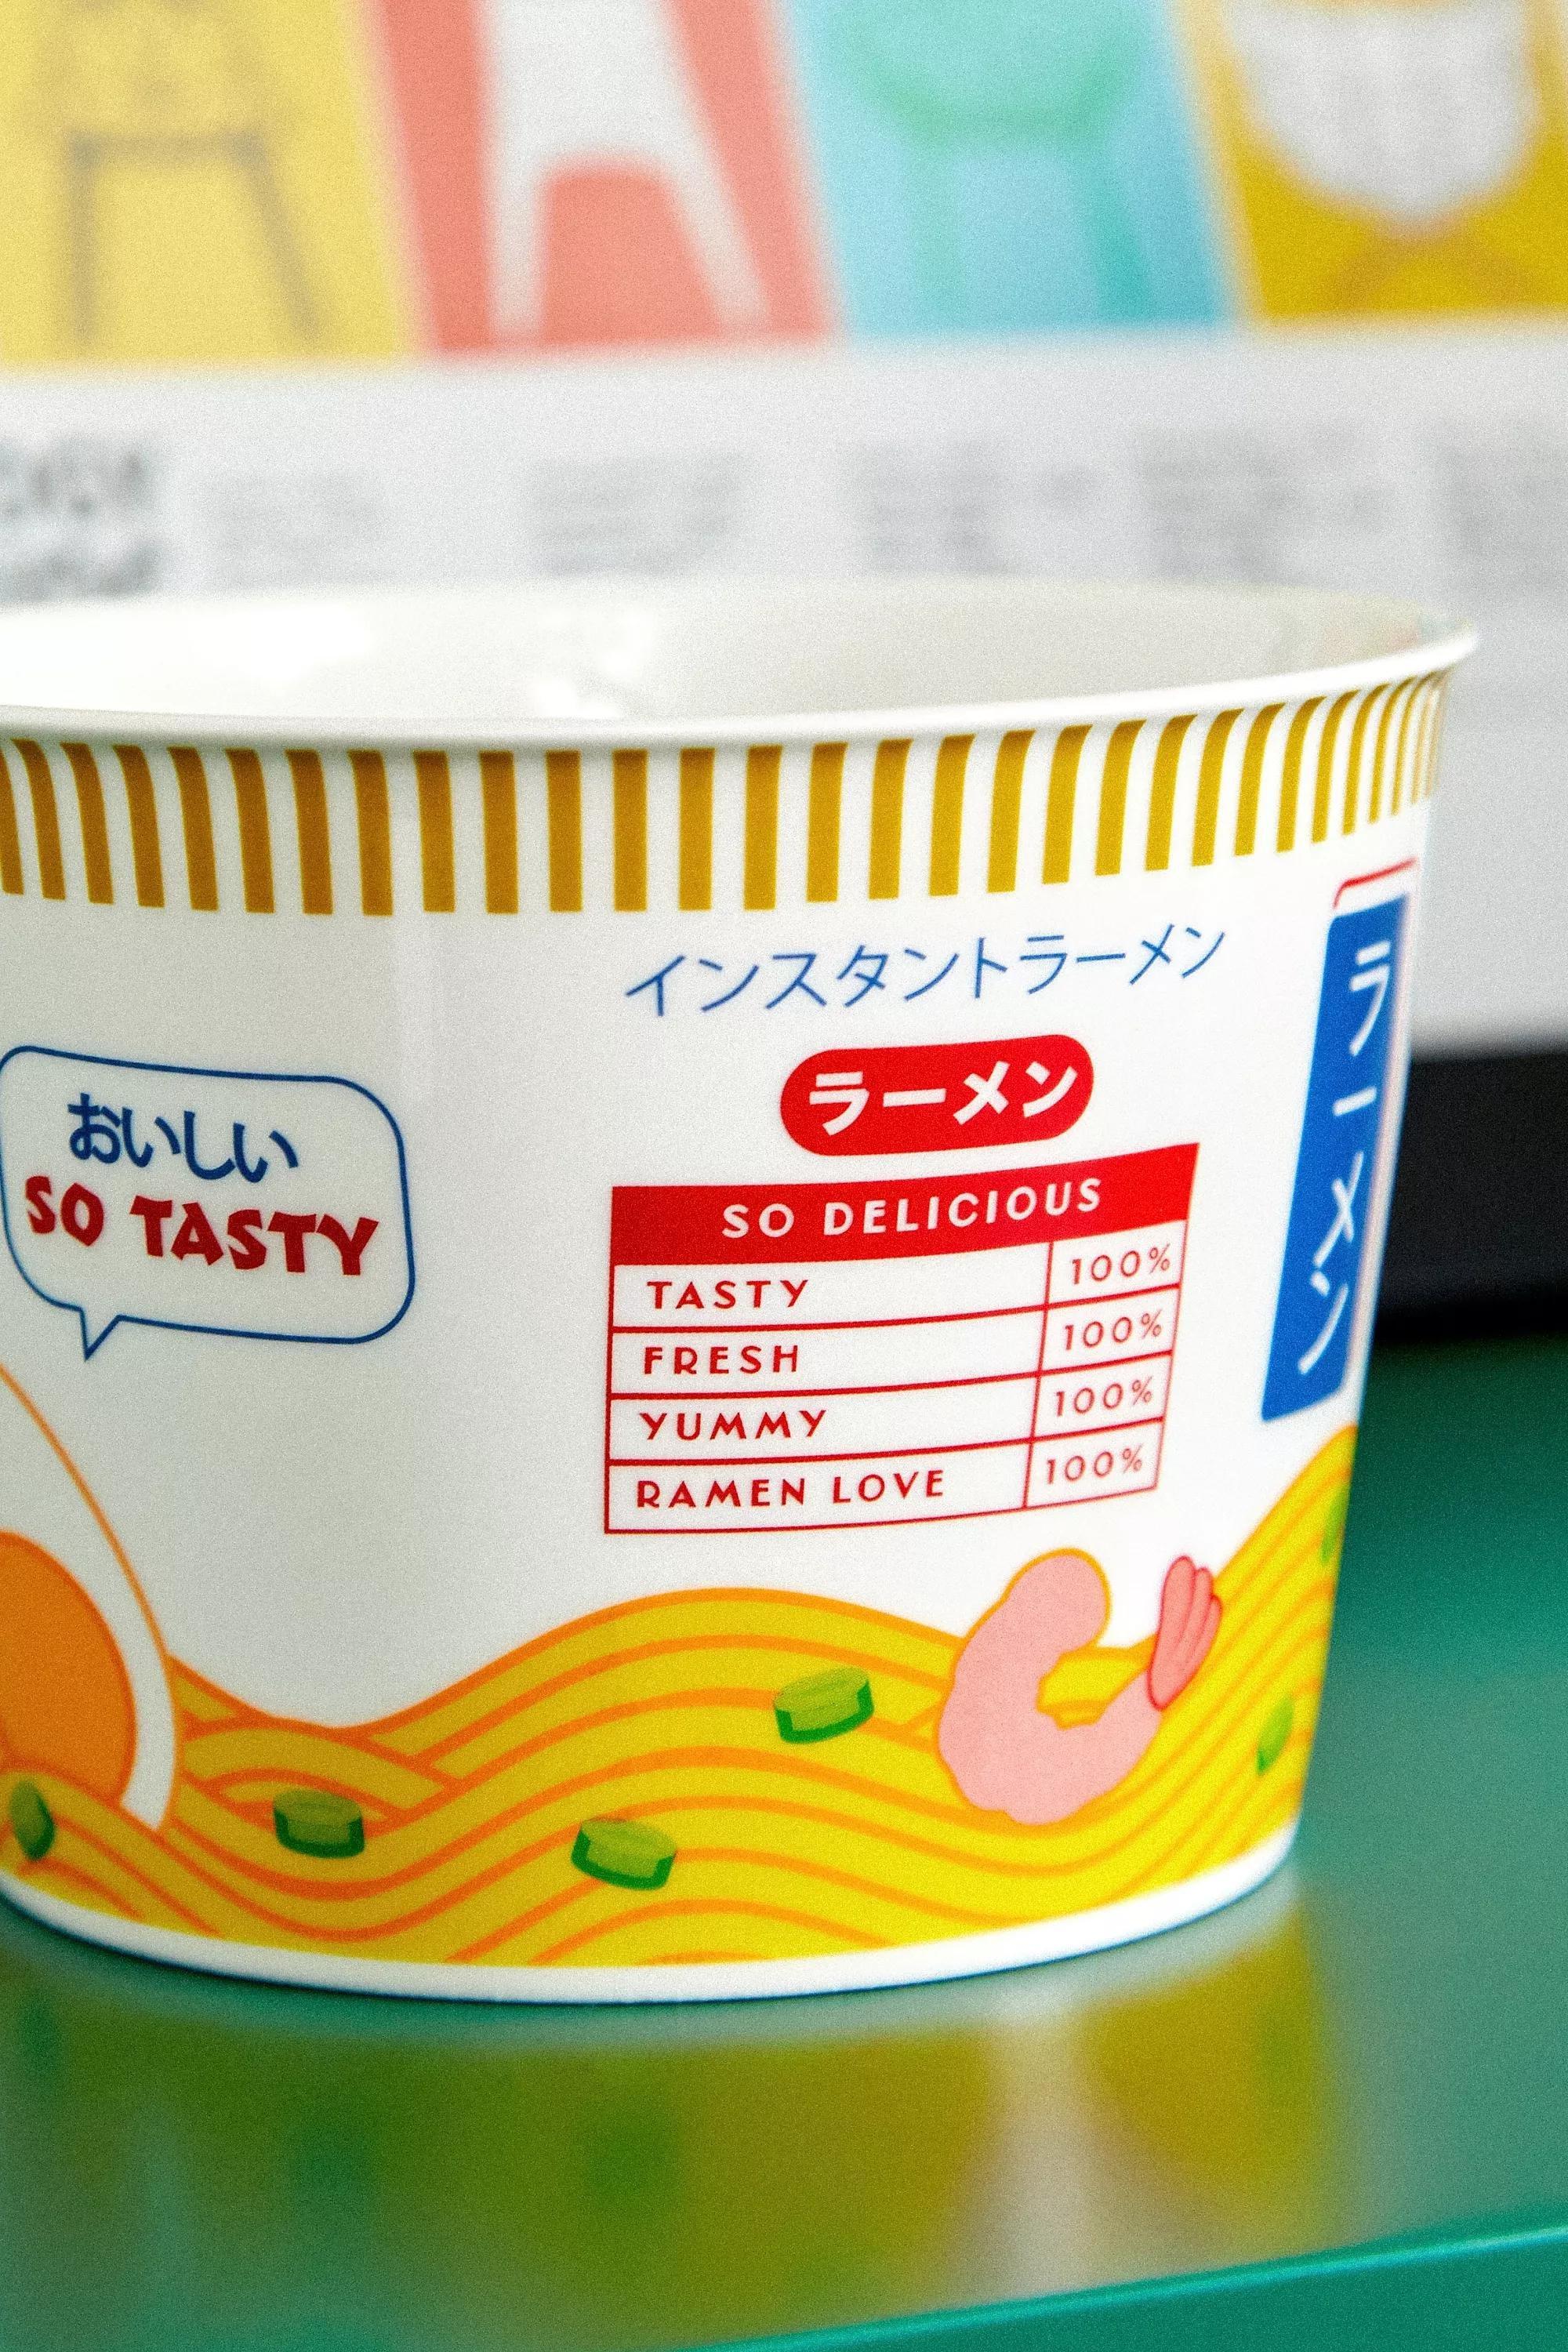 インスタントラーメン
ラーメン
おいしい
SO TASTY
SO DELICIOUS
TASTY 100%
FRESH 100%
YUMMY 100%
RAMEN LOVE 100%
ラーメン